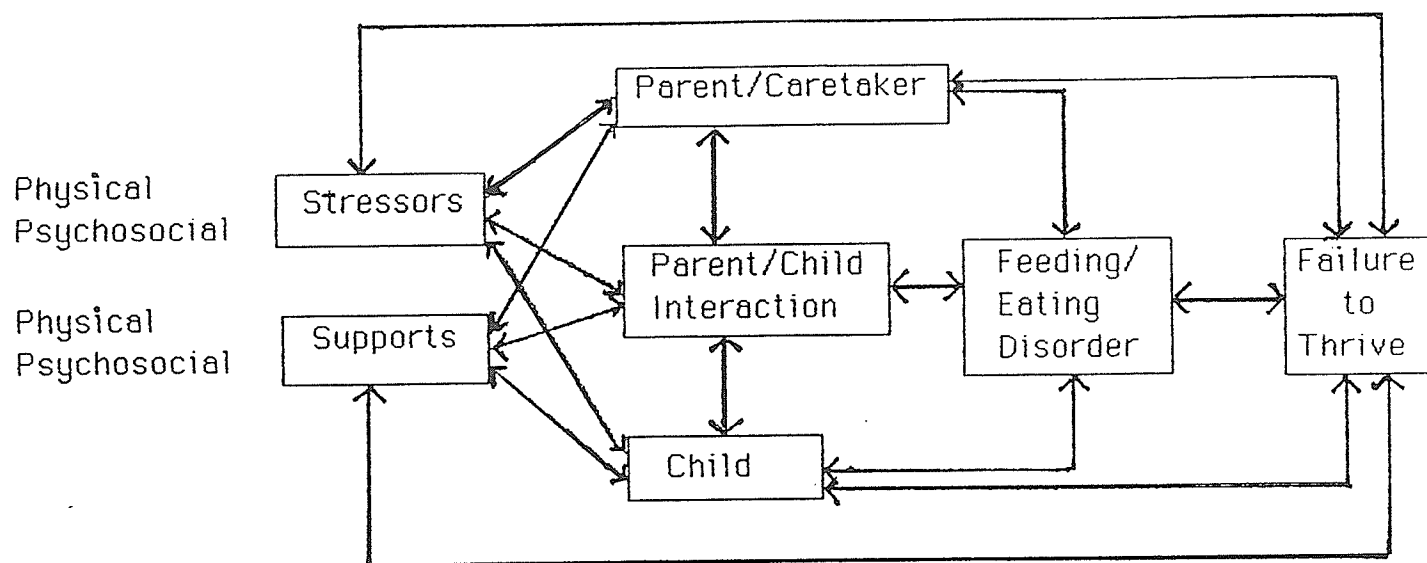 Parent/Caretaker
Physical
Psychosocial
Stressors
Parent/Child
Interaction
Feeding/
Eating
Disorder
Failure
to
Thrive
Physical
Psychosocial
Supports
Child